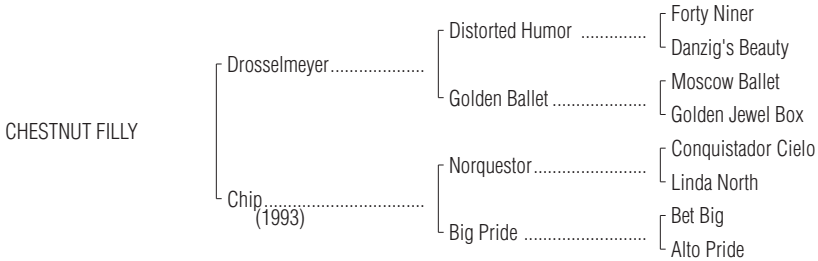 Forty Niner
Distorted Humor ..............
Danzig's Beauty
Drosselmeyer.....................
Moscow Ballet
Golden Ballet .....................
Golden Jewel Box
CHESTNUT FILLY
Conquistador Cielo
Norquestor.........................
Linda North
Chip....................................
(1993)
Bet Big
Big Pride ...........................
Alto Pride